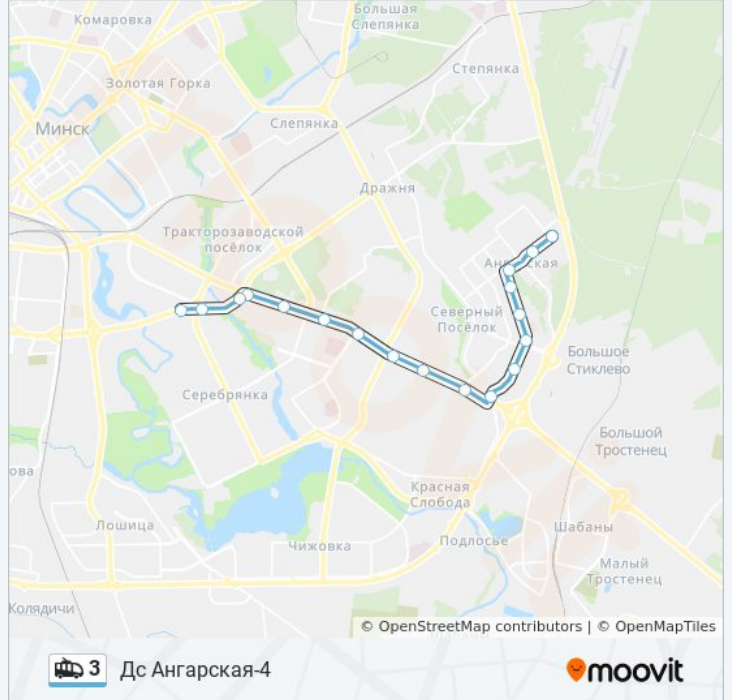 Комаровка
Большая
Слепянка
Степянка
Золотая Горка
Минск
Слепянка
Дражня
Тракторозаводской
посёлок
Ангарская
Северный
Посёлок
Большое
Стиклево
Серебрянка
Большой
Тростенец
ова
Красная
Слобода
Лошица
Шабаны
Подлосье
Чижовка
Малый
Тростенец
Колядичи
© OpenStreetMap contributors | © OpenMapTiles
3 Дс Ангарская-4
moovit